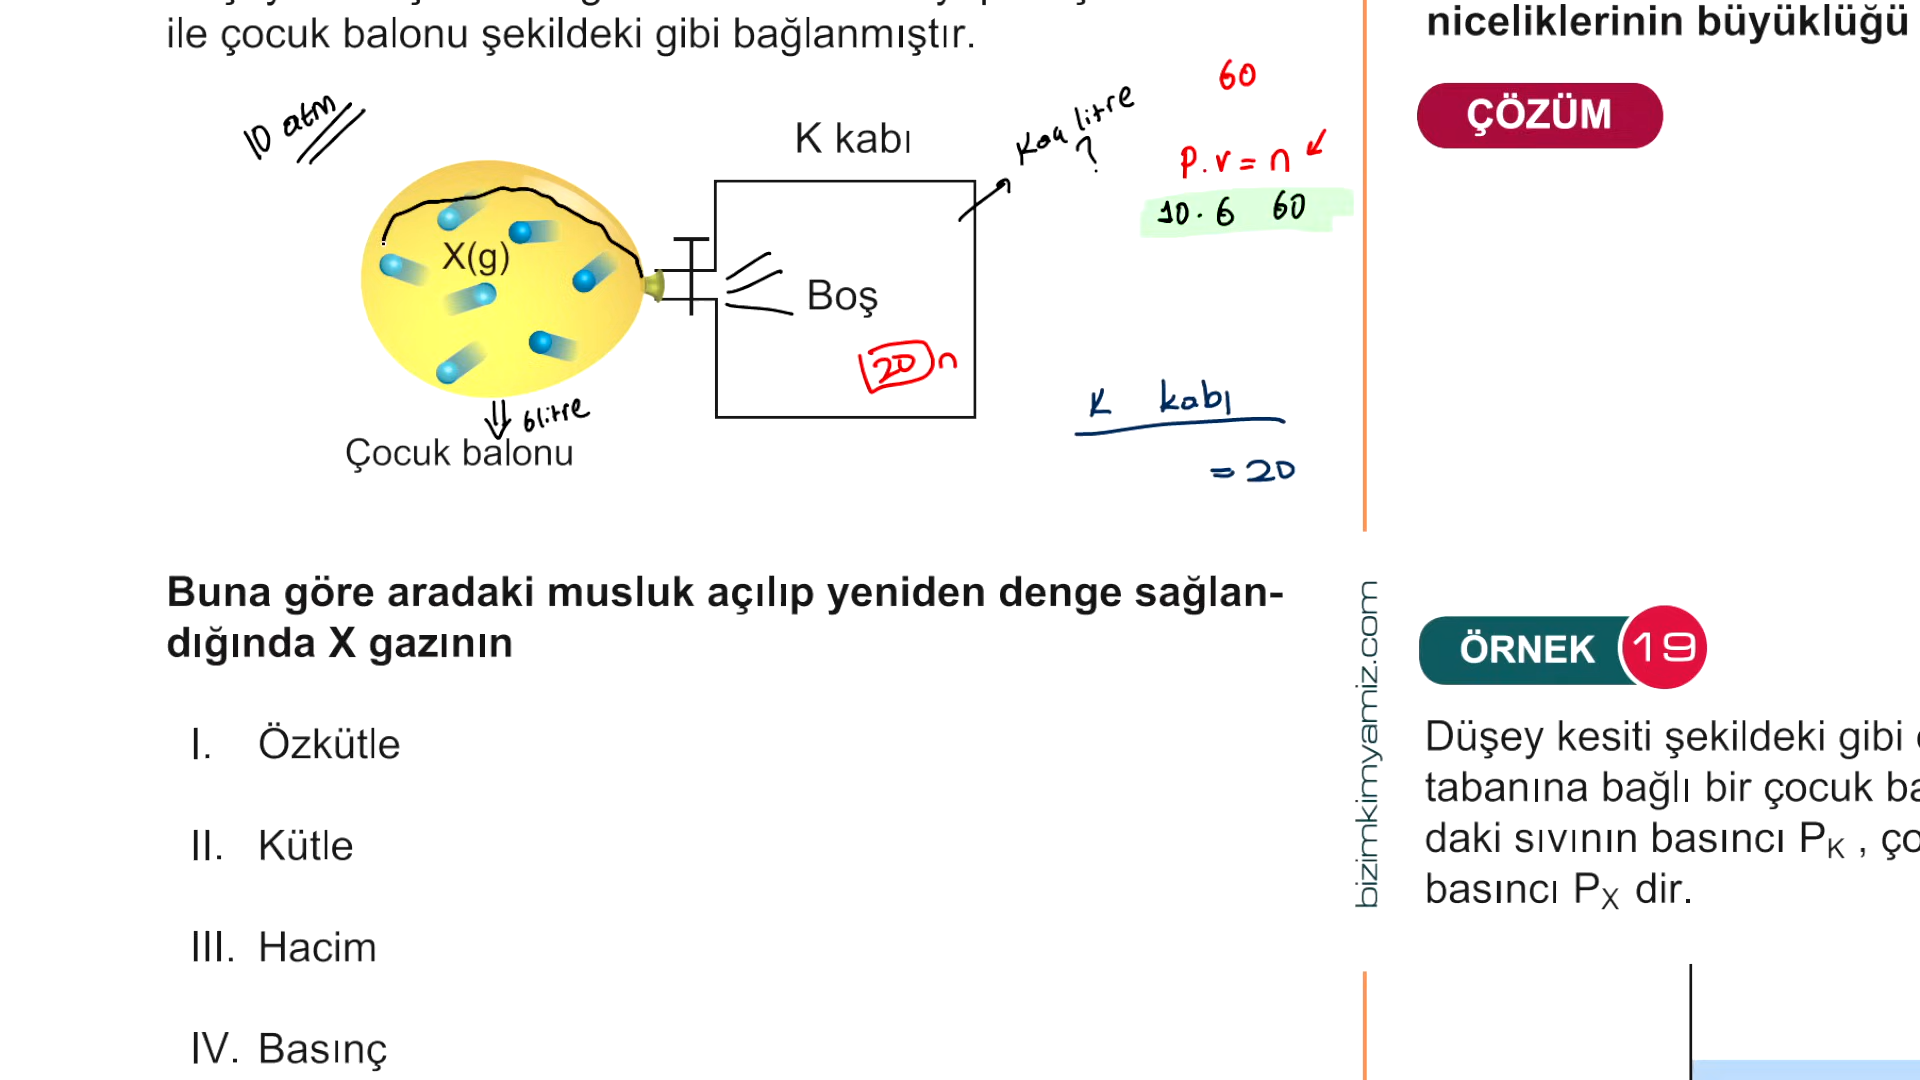 ile çocuk balonu şekildeki gibi bağlanmıştır.
10 atm
K kabı
Kaç litre
?
60
P.V = n
10.6 60
X(g)
Boş
20 n
6 litre
Çocuk balonu
K kabı
= 20
Buna göre aradaki musluk açılıp yeniden denge sağlan-
dığında X gazının
I. Özkütle
II. Kütle
III. Hacim
IV. Basınç
bizimkimyamiz.com
niceliklerinin büyüklüğü
ÇÖZÜM
ÖRNEK 19
Düşey kesiti şekildeki gibi
tabanına bağlı bir çocuk
daki sıvının basıncı PK ,
basıncı PX dir.